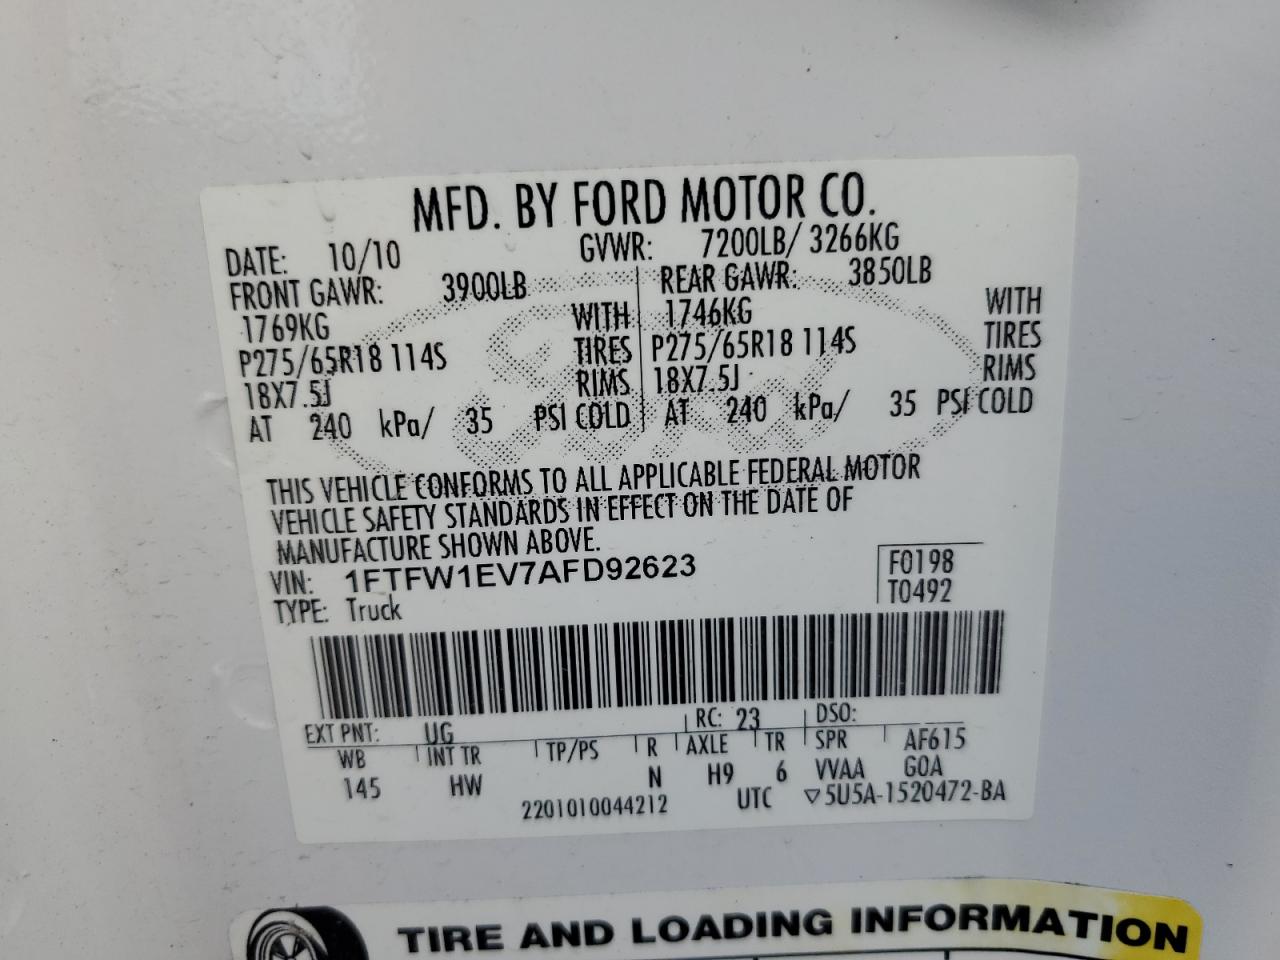 MFD. BY FORD MOTOR CO.
DATE: 10/10 GVWR: 7200LB/ 3266KG
FRONT GAWR: 3900LB REAR GAWR: 3850LB
1769KG WITH 1746KG WITH
P275/65R18 114S TIRES P275/65R18 114S TIRES
18X7.5J RIMS 18X7.5J RIMS
AT 240 kPa/ 35 PSI COLD AT 240 kPa/ 35 PSI COLD
THIS VEHICLE CONFORMS TO ALL APPLICABLE FEDERAL MOTOR
VEHICLE SAFETY STANDARDS IN EFFECT ON THE DATE OF
MANUFACTURE SHOWN ABOVE.
VIN: 1FTFW1EV7AFD92623 F0198
TYPE: Truck T0492
EXT PNT: UG RC: 23 DSO:
WB INT TR TP/PS R AXLE TR SPR AF615
145 HW N H9 6 VVAA G0A
2201010044212 UTC ▽5U5A-1520472-BA
TIRE AND LOADING INFORMATION